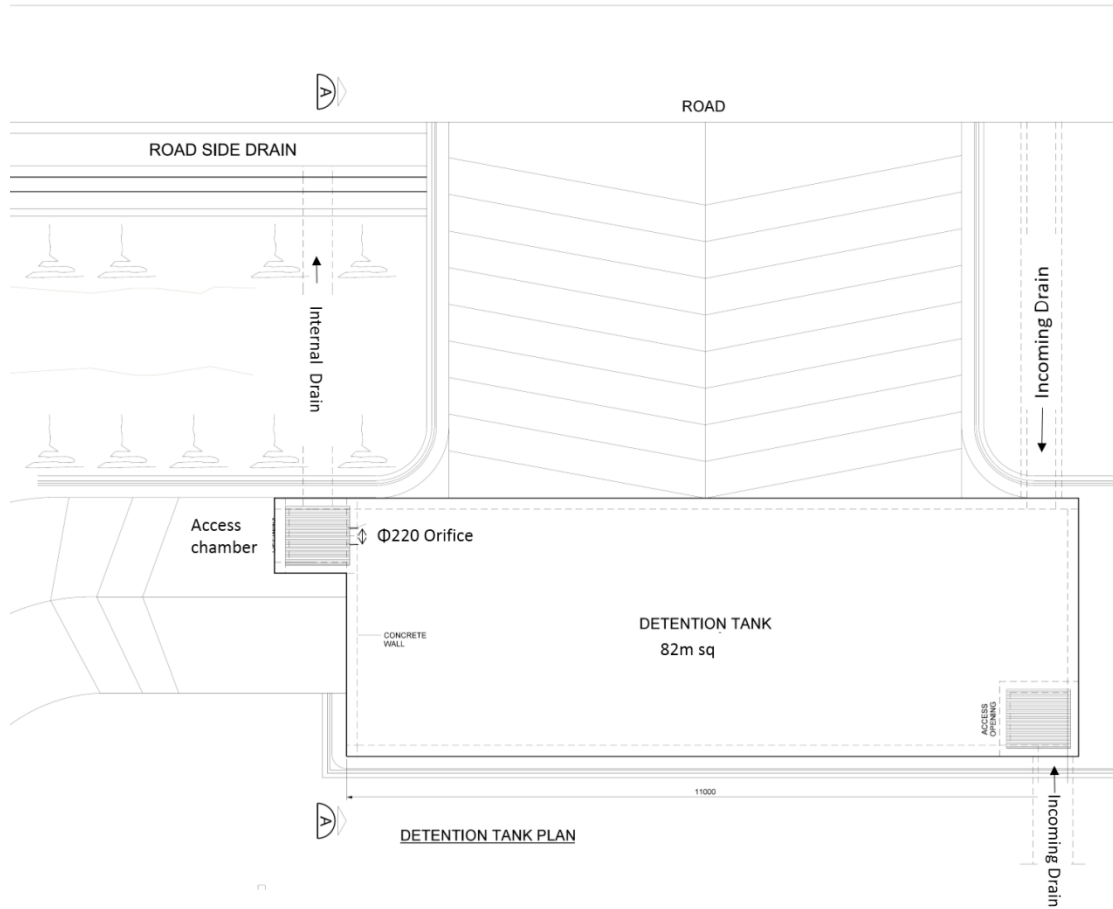 A
ROAD
ROAD SIDE DRAIN
Internal Drain
Incoming Drain
Access
chamber
Φ220 Orifice
DETENTION TANK
82m sq
CONCRETE
WALL
ACCESS
OPENING
11000
A
DETENTION TANK PLAN
Incoming Drain